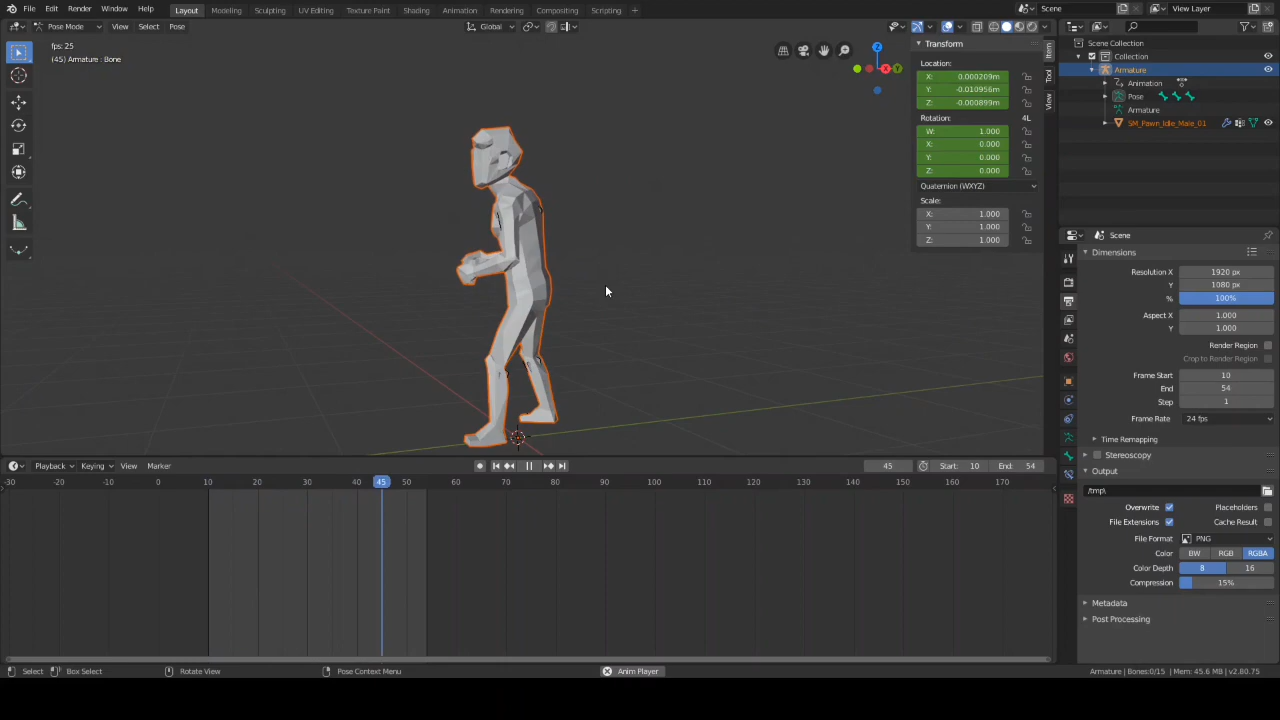 File Edit Render Window Help Layout Modeling Sculpting UV Editing Texture Paint Shading Animation Rendering Compositing Scripting + Scene View Layer
Pose Mode View Select Pose Global
fps: 25
(45) Armature : Bone
Transform
Location:
X: 0.000209m
Y: -0.010956m
Z: -0.000899m
Rotation: 4L
W: 1.000
X: 0.000
Y: 0.000
Z: 0.000
Quaternion (WXYZ)
Scale:
X: 1.000
Y: 1.000
Z: 1.000
Item
Tool
View
Z
X
Y
Scene Collection
Collection
Armature
Animation
Pose
Armature
SM_Pawn_Idle_Male_01
Scene
Dimensions
Resolution X 1920 px
Y 1080 px
% 100%
Aspect X 1.000
Y 1.000
Render Region
Crop to Render Region
Frame Start 10
End 54
Step 1
Frame Rate 24 fps
Time Remapping
Stereoscopy
Output
/tmp\
Overwrite Placeholders
File Extensions Cache Result
File Format PNG
Color BW RGB RGBA
Color Depth 8 16
Compression 15%
Metadata
Post Processing
Playback Keying View Marker 45 Start: 10 End: 54
-30 -20 -10 0 10 20 30 40 45 50 60 70 80 90 100 110 120 130 140 150 160 170
Select Box Select Rotate View Pose Context Menu Anim Player Armature | Bones:0/15 | Mem: 45.6 MB | v2.80.75